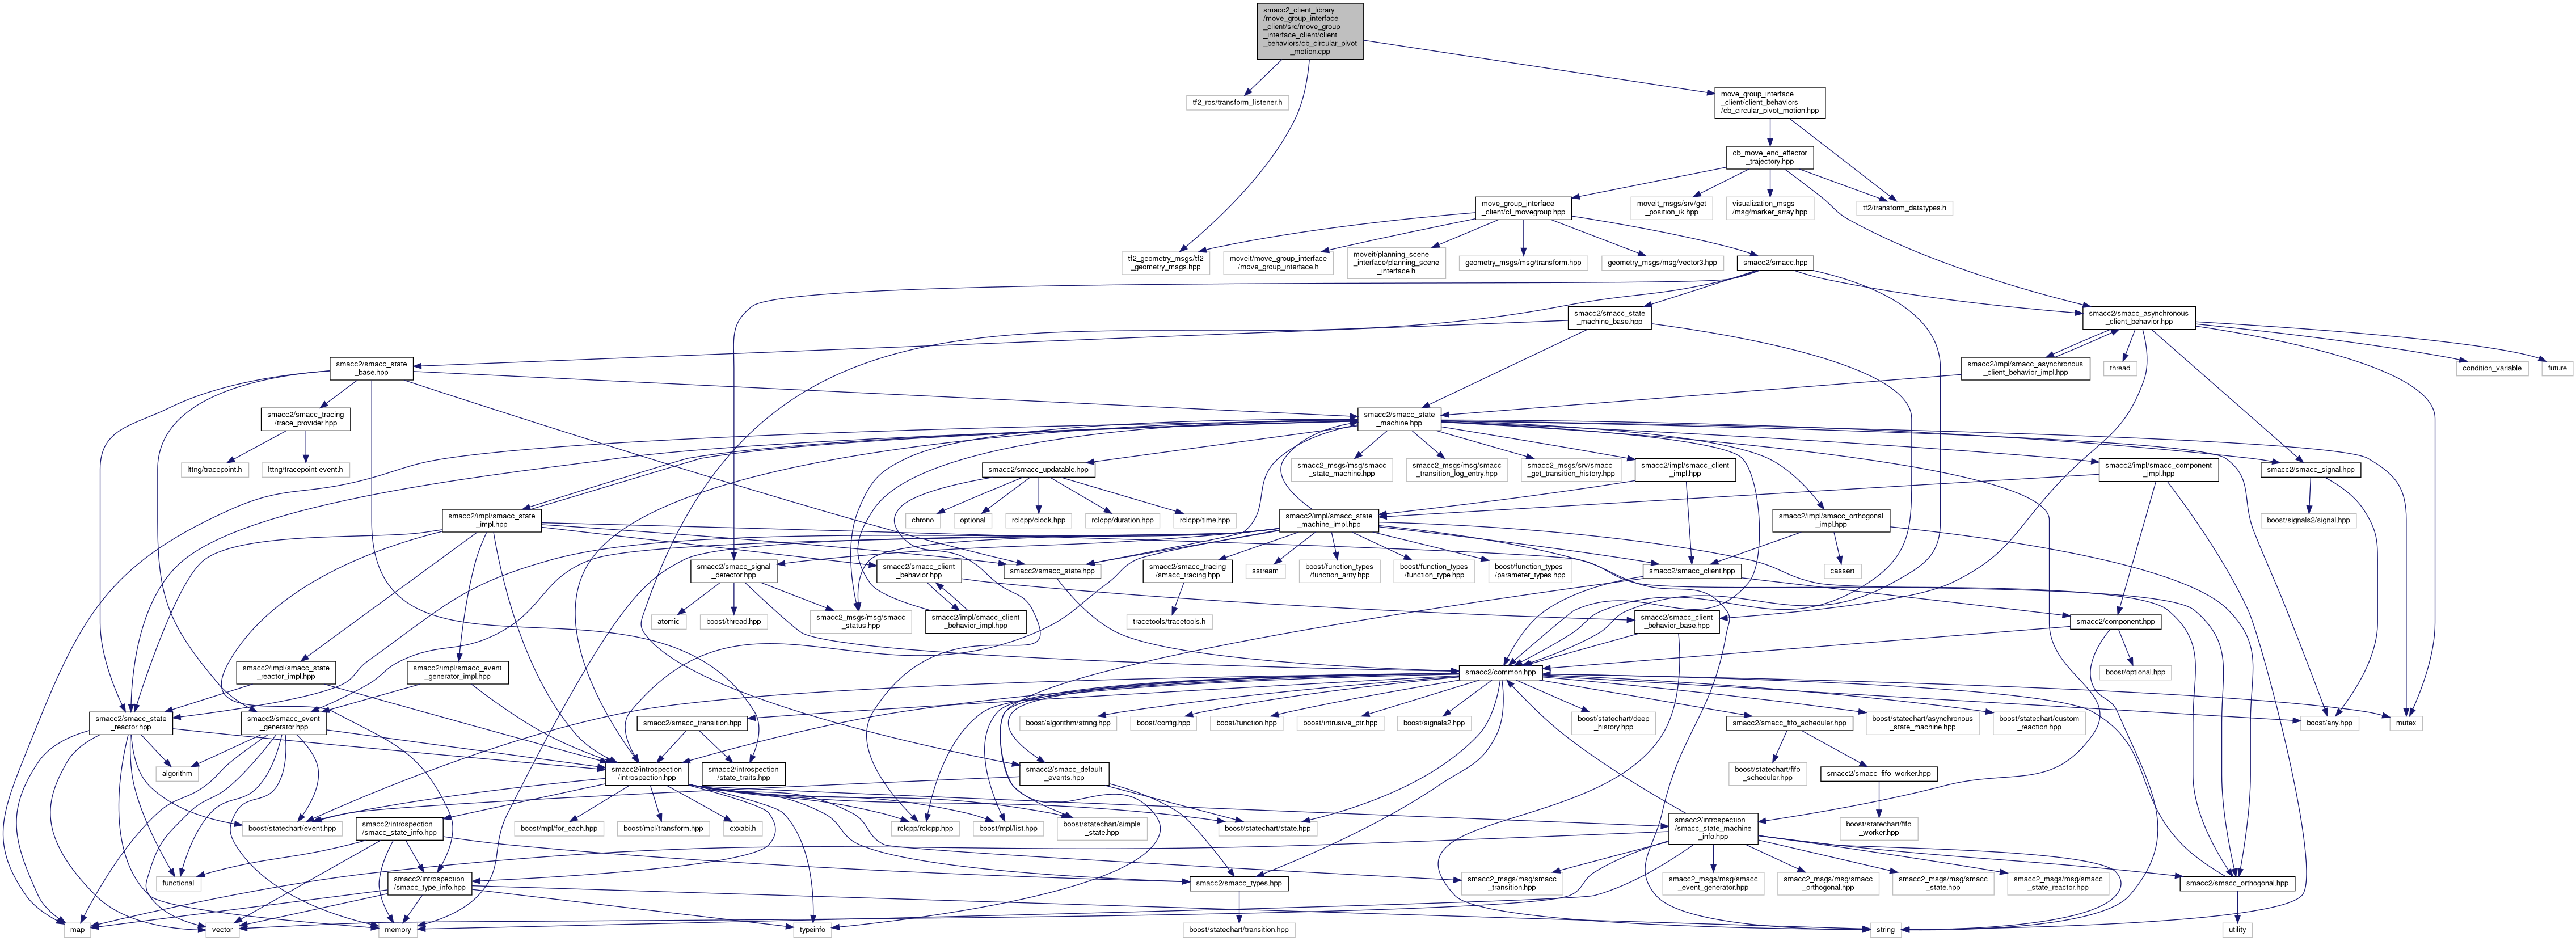 smacc2_client_library
/move_group_interface
_client/src/move_group
_interface_client/client
_behaviors/cb_circular_pivot
_motion.cpp
tf2_ros/transform_listener.h
move_group_interface
_client/client_behaviors
/cb_circular_pivot_motion.hpp
cb_move_end_effector
_trajectory.hpp
move_group_interface
_client/cl_movegroup.hpp
moveit_msgs/srv/get
_position_ik.hpp
visualization_msgs
/msg/marker_array.hpp
tf2/transform_datatypes.h
tf2_geometry_msgs/tf2
_geometry_msgs.hpp
moveit/move_group_interface
/move_group_interface.h
moveit/planning_scene
_interface/planning_scene
_interface.h
geometry_msgs/msg/transform.hpp
geometry_msgs/msg/vector3.hpp
smacc2/smacc.hpp
smacc2/smacc_state
_machine_base.hpp
smacc2/smacc_asynchronous
_client_behavior.hpp
smacc2/smacc_state
_base.hpp
smacc2/impl/smacc_asynchronous
_client_behavior_impl.hpp
thread
condition_variable
future
smacc2/smacc_tracing
/trace_provider.hpp
smacc2/smacc_state
_machine.hpp
lttng/tracepoint.h
lttng/tracepoint-event.h
smacc2/smacc_updatable.hpp
smacc2_msgs/msg/smacc
_state_machine.hpp
smacc2_msgs/msg/smacc
_transition_log_entry.hpp
smacc2_msgs/srv/smacc
_get_transition_history.hpp
smacc2/impl/smacc_client
_impl.hpp
smacc2/impl/smacc_component
_impl.hpp
smacc2/smacc_signal.hpp
smacc2/impl/smacc_state
_impl.hpp
chrono
optional
rclcpp/clock.hpp
rclcpp/duration.hpp
rclcpp/time.hpp
smacc2/impl/smacc_state
_machine_impl.hpp
smacc2/impl/smacc_orthogonal
_impl.hpp
boost/signals2/signal.hpp
smacc2/smacc_signal
_detector.hpp
smacc2/smacc_client
_behavior.hpp
smacc2/smacc_state.hpp
smacc2/smacc_tracing
/smacc_tracing.hpp
sstream
boost/function_types
/function_arity.hpp
boost/function_types
/function_type.hpp
boost/function_types
/parameter_types.hpp
smacc2/smacc_client.hpp
cassert
atomic
boost/thread.hpp
smacc2_msgs/msg/smacc
_status.hpp
smacc2/impl/smacc_client
_behavior_impl.hpp
tracetools/tracetools.h
smacc2/smacc_client
_behavior_base.hpp
smacc2/component.hpp
smacc2/impl/smacc_state
_reactor_impl.hpp
smacc2/impl/smacc_event
_generator_impl.hpp
smacc2/common.hpp
boost/optional.hpp
smacc2/smacc_state
_reactor.hpp
smacc2/smacc_event
_generator.hpp
smacc2/smacc_transition.hpp
boost/algorithm/string.hpp
boost/config.hpp
boost/function.hpp
boost/intrusive_ptr.hpp
boost/signals2.hpp
boost/statechart/deep
_history.hpp
smacc2/smacc_fifo_scheduler.hpp
boost/statechart/asynchronous
_state_machine.hpp
boost/statechart/custom
_reaction.hpp
boost/any.hpp
mutex
algorithm
smacc2/introspection
/introspection.hpp
smacc2/introspection
/state_traits.hpp
smacc2/smacc_default
_events.hpp
boost/statechart/fifo
_scheduler.hpp
smacc2/smacc_fifo_worker.hpp
boost/statechart/event.hpp
smacc2/introspection
/smacc_state_info.hpp
boost/mpl/for_each.hpp
boost/mpl/transform.hpp
cxxabi.h
rclcpp/rclcpp.hpp
boost/mpl/list.hpp
boost/statechart/simple
_state.hpp
boost/statechart/state.hpp
smacc2/introspection
/smacc_state_machine
_info.hpp
boost/statechart/fifo
_worker.hpp
functional
smacc2/introspection
/smacc_type_info.hpp
smacc2/smacc_types.hpp
smacc2_msgs/msg/smacc
_transition.hpp
smacc2_msgs/msg/smacc
_event_generator.hpp
smacc2_msgs/msg/smacc
_orthogonal.hpp
smacc2_msgs/msg/smacc
_state.hpp
smacc2_msgs/msg/smacc
_state_reactor.hpp
smacc2/smacc_orthogonal.hpp
map
vector
memory
typeinfo
boost/statechart/transition.hpp
string
utility